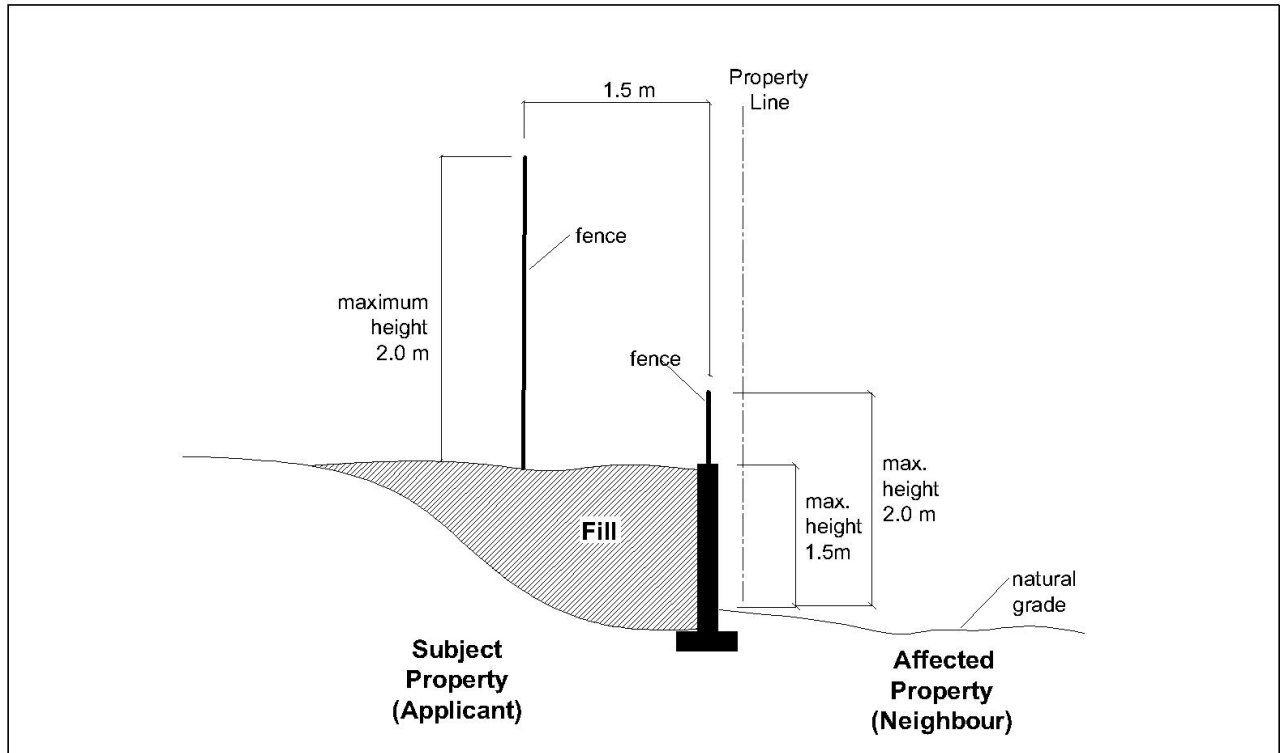 Property
Line
1.5 m
fence
maximum
height
2.0 m
fence
max.
height
2.0 m
max.
height
1.5m
Fill
natural
grade
Subject
Property
(Applicant)
Affected
Property
(Neighbour)